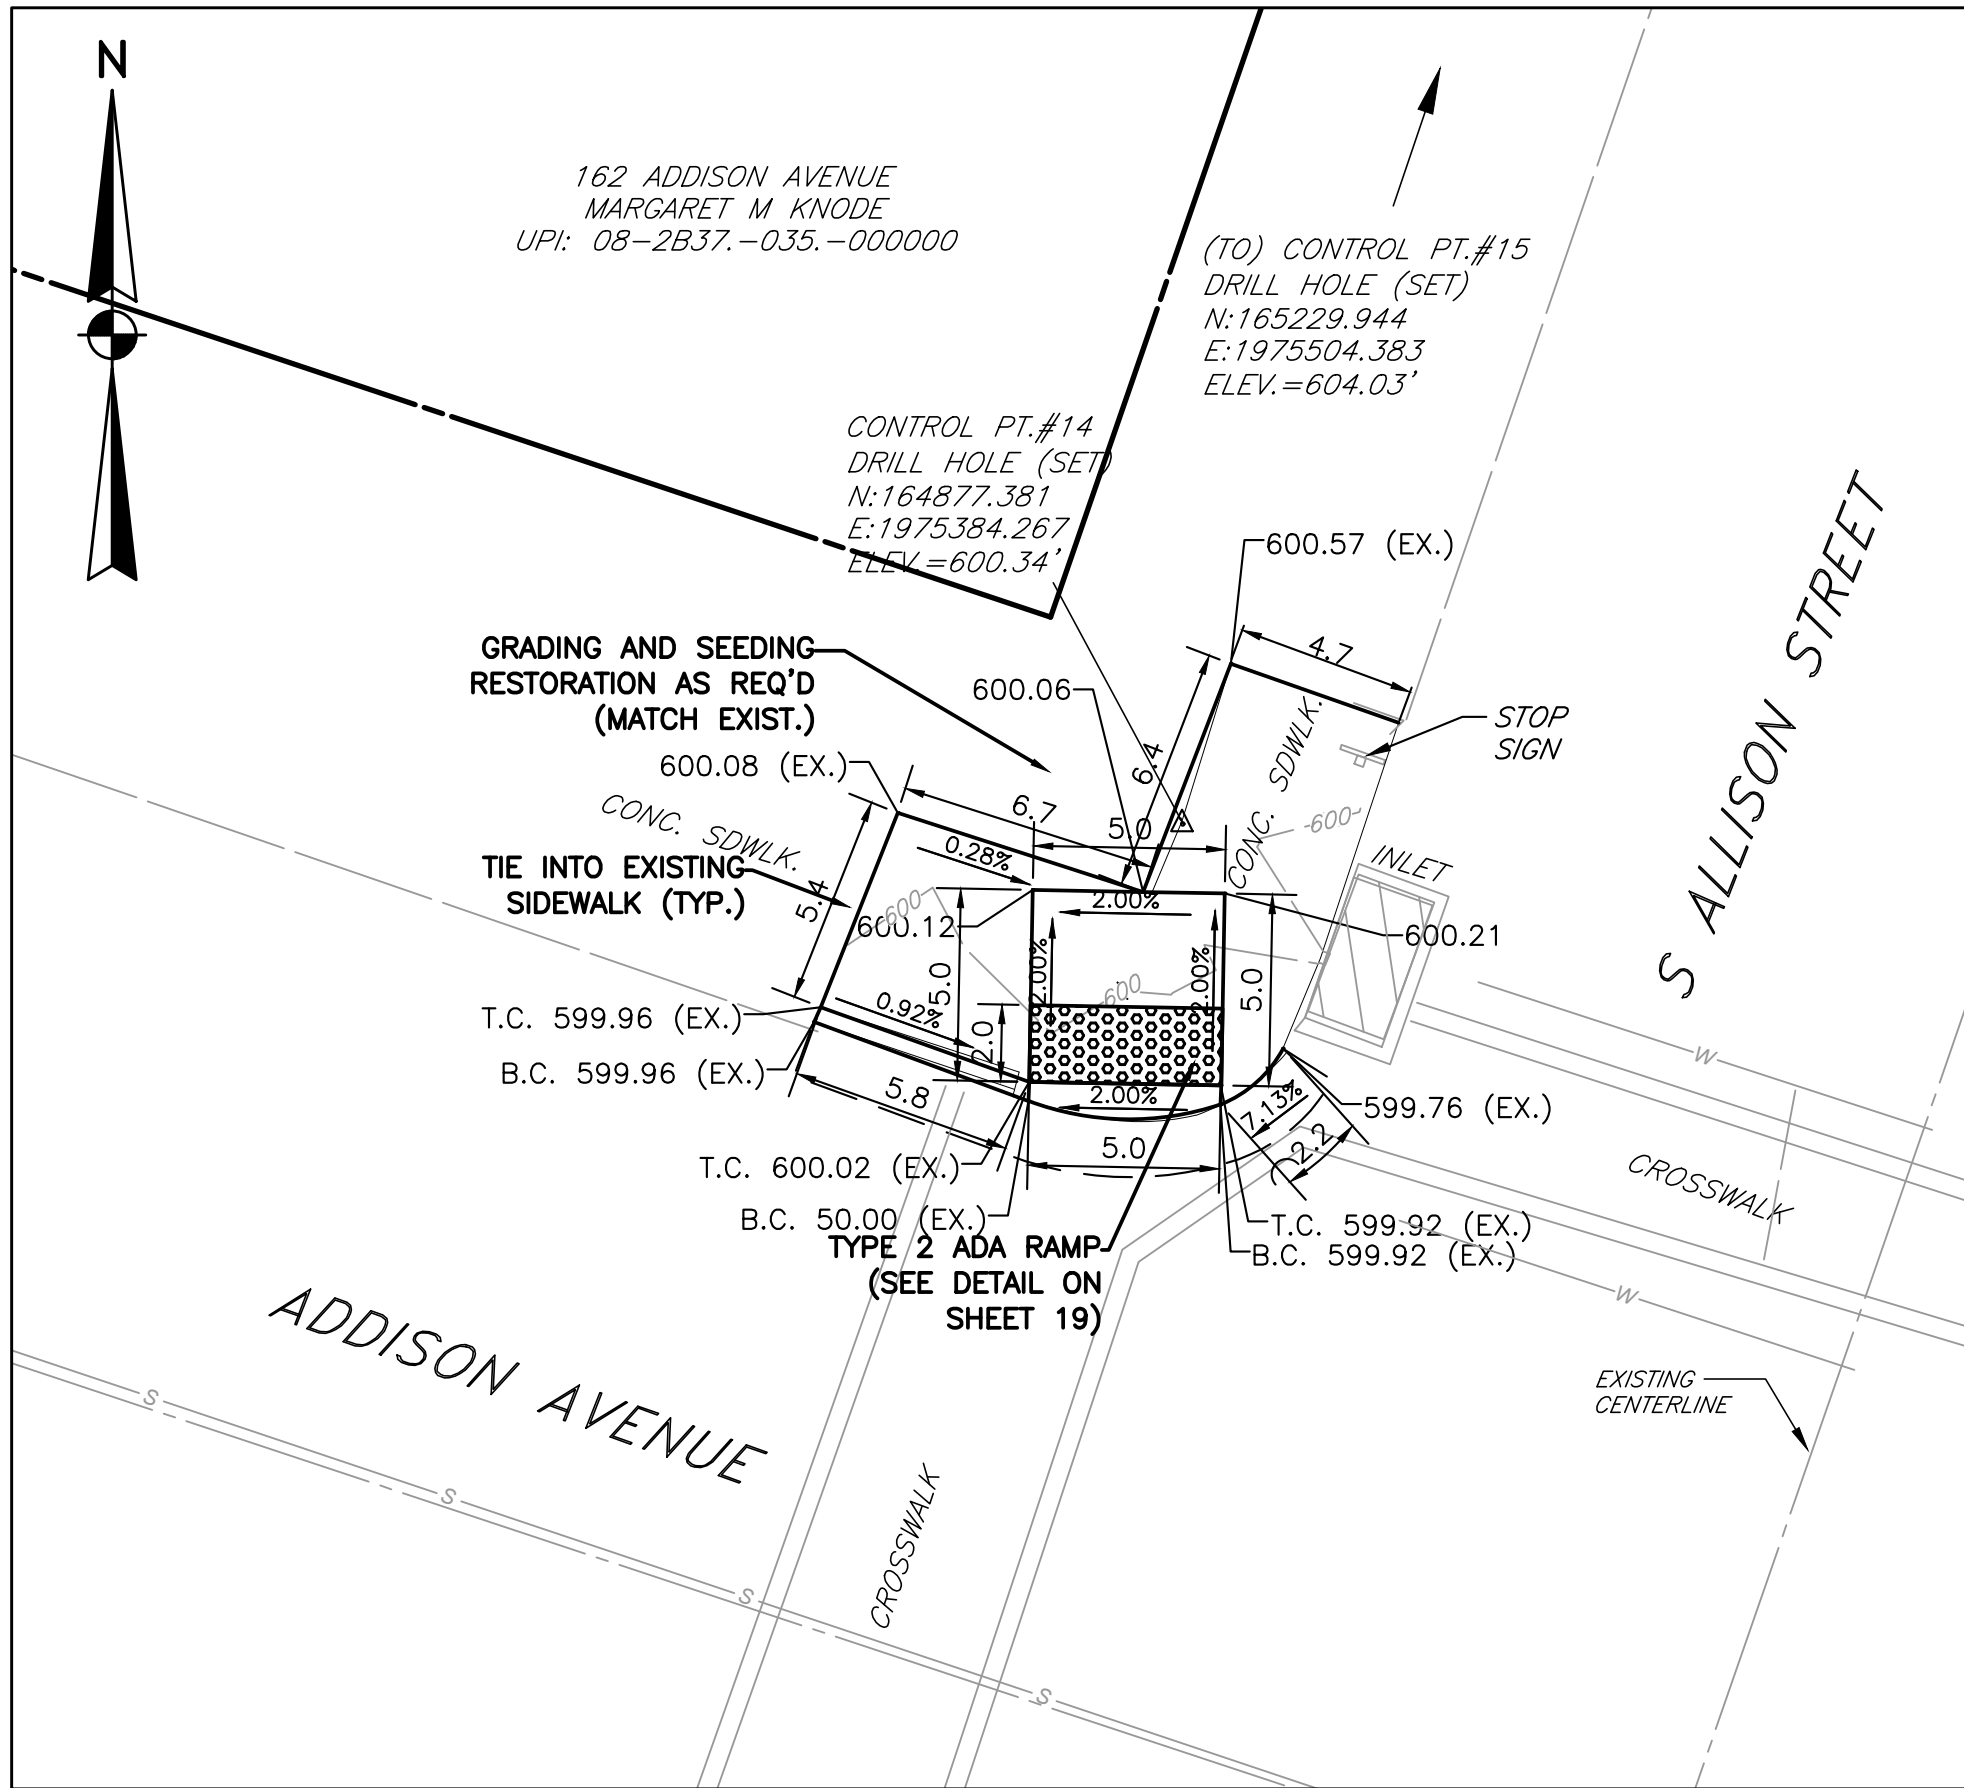 N
162 ADDISON AVENUE
MARGARET M KNODE
UPI: 08-2B37.-035.-000000
(TO) CONTROL PT.#15
DRILL HOLE (SET)
N:165229.944
E:1975504.383
ELEV.=604.03'
CONTROL PT.#14
DRILL HOLE (SET)
N:164877.381
E:1975384.267
ELEV.=600.34'
600.57 (EX.)
4.7
GRADING AND SEEDING
RESTORATION AS REQ'D
(MATCH EXIST.)
600.06
6.4
CONC. SDWLK.
STOP
SIGN
S ALLISON STREET
600.08 (EX.)
6.7
5.0
-600-
CONC. SDWLK.
0.28%
INLET
TIE INTO EXISTING
SIDEWALK (TYP.)
5.4
-600-
2.00%
600.12
600.21
5.0
2.00%
2.00%
5.0
-600
0.92%
2.0
T.C. 599.96 (EX.)
B.C. 599.96 (EX.)
5.8
2.00%
7.13%
599.76 (EX.)
2.2
5.0
W
T.C. 600.02 (EX.)
B.C. 50.00 (EX.)
T.C. 599.92 (EX.)
B.C. 599.92 (EX.)
CROSSWALK
TYPE 2 ADA RAMP
(SEE DETAIL ON
SHEET 19)
W
ADDISON AVENUE
EXISTING
CENTERLINE
S
S
CROSSWALK
S
S